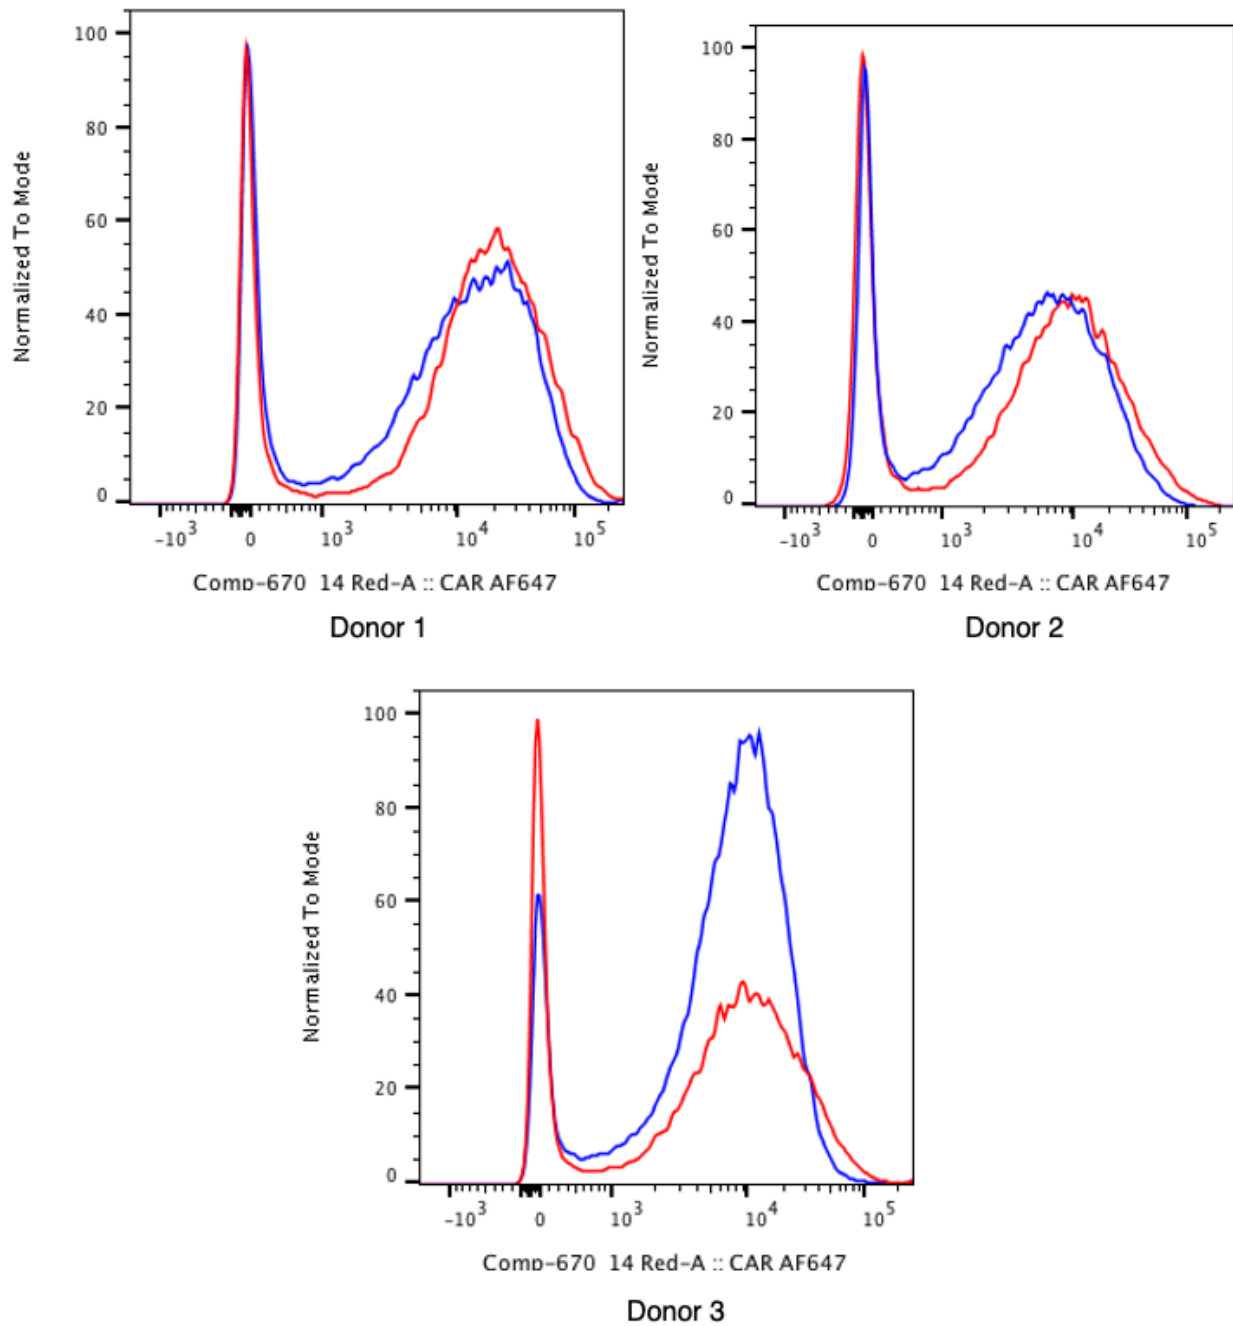 Normalized To Mode
100
80
60
40
20
0
-10³ 0 10³ 10⁴ 10⁵
Comp-670_14 Red-A :: CAR AF647
Donor 1
Normalized To Mode
100
80
60
40
20
0
-10³ 0 10³ 10⁴ 10⁵
Comp-670_14 Red-A :: CAR AF647
Donor 2
Normalized To Mode
100
80
60
40
20
0
-10³ 0 10³ 10⁴ 10⁵
Comp-670_14 Red-A :: CAR AF647
Donor 3